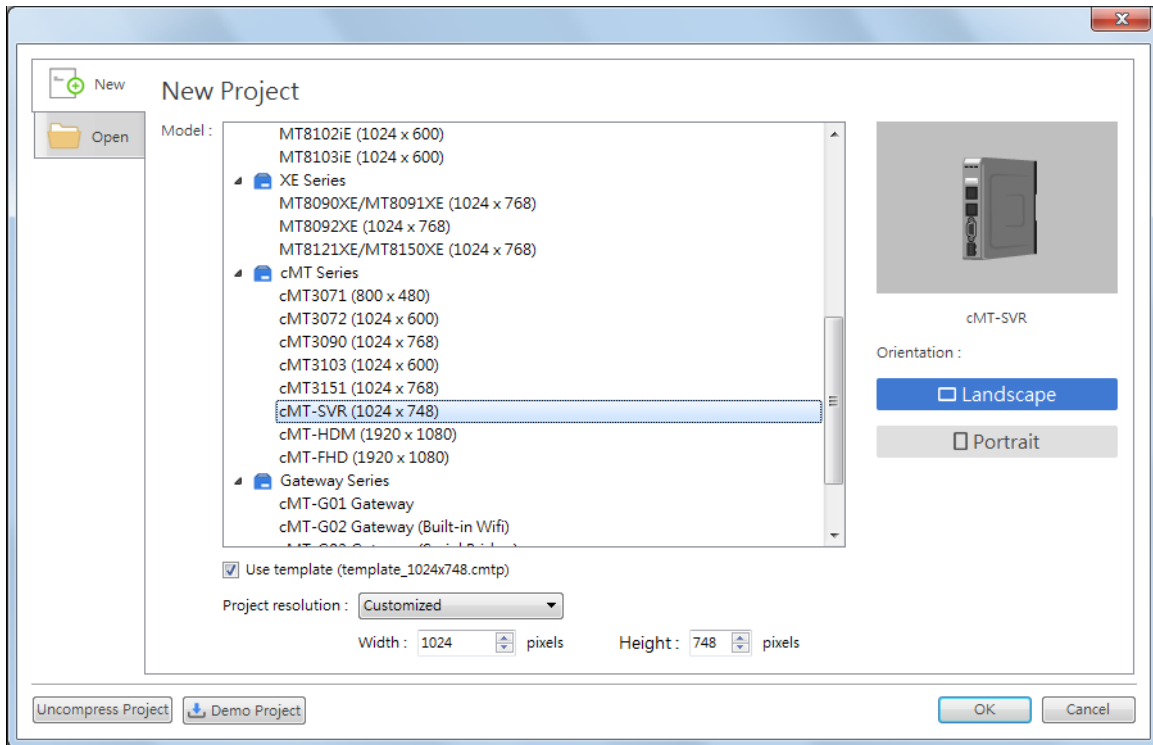 New
Open
New Project
Model :
MT8102iE (1024 x 600)
MT8103iE (1024 x 600)
XE Series
MT8090XE/MT8091XE (1024 x 768)
MT8092XE (1024 x 768)
MT8121XE/MT8150XE (1024 x 768)
cMT Series
cMT3071 (800 x 480)
cMT3072 (1024 x 600)
cMT3090 (1024 x 768)
cMT3103 (1024 x 600)
cMT3151 (1024 x 768)
cMT-SVR (1024 x 748)
cMT-HDM (1920 x 1080)
cMT-FHD (1920 x 1080)
Gateway Series
cMT-G01 Gateway
cMT-G02 Gateway (Built-in Wifi)
cMT-SVR
Orientation :
Landscape
Portrait
Use template (template_1024x748.cmtp)
Project resolution : Customized
Width : 1024 pixels Height : 748 pixels
Uncompress Project Demo Project OK Cancel